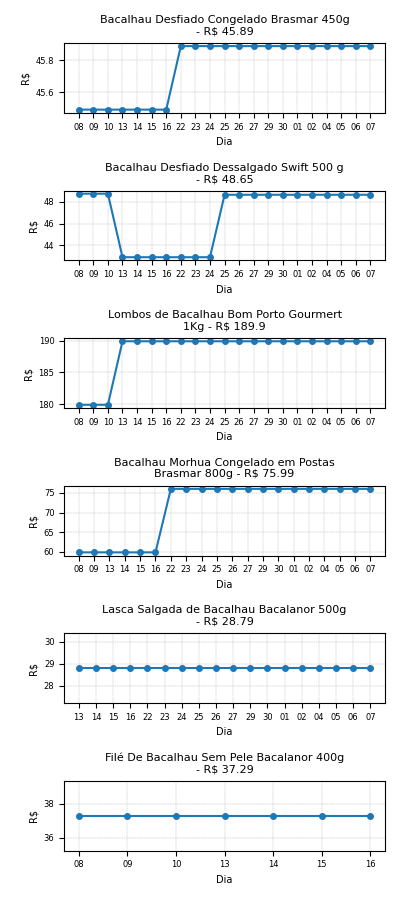 Bacalhau Desfiado Congelado Brasmar 450g
- R$ 45.89
45.8
45.6
R$
08 09 10 13 14 15 16 22 23 24 25 26 27 29 30 01 02 04 05 06 07
Dia
Bacalhau Desfiado Dessalgado Swift 500 g
- R$ 48.65
48
46
44
R$
08 09 10 13 14 15 16 22 23 24 25 26 27 29 30 01 02 04 05 06 07
Dia
Lombos de Bacalhau Bom Porto Gourmert
1Kg - R$ 189.9
190
185
180
R$
08 09 10 13 14 15 16 22 23 24 25 26 27 29 30 01 02 04 05 06 07
Dia
Bacalhau Morhua Congelado em Postas
Brasmar 800g - R$ 75.99
75
70
65
60
R$
08 09 13 14 15 16 22 23 24 25 26 27 29 30 01 02 04 05 06 07
Dia
Lasca Salgada de Bacalhau Bacalanor 500g
- R$ 28.79
30
29
28
R$
13 14 15 16 22 23 24 25 26 27 29 30 01 02 04 05 06 07
Dia
Filé De Bacalhau Sem Pele Bacalanor 400g
- R$ 37.29
38
36
R$
08 09 10 13 14 15 16
Dia